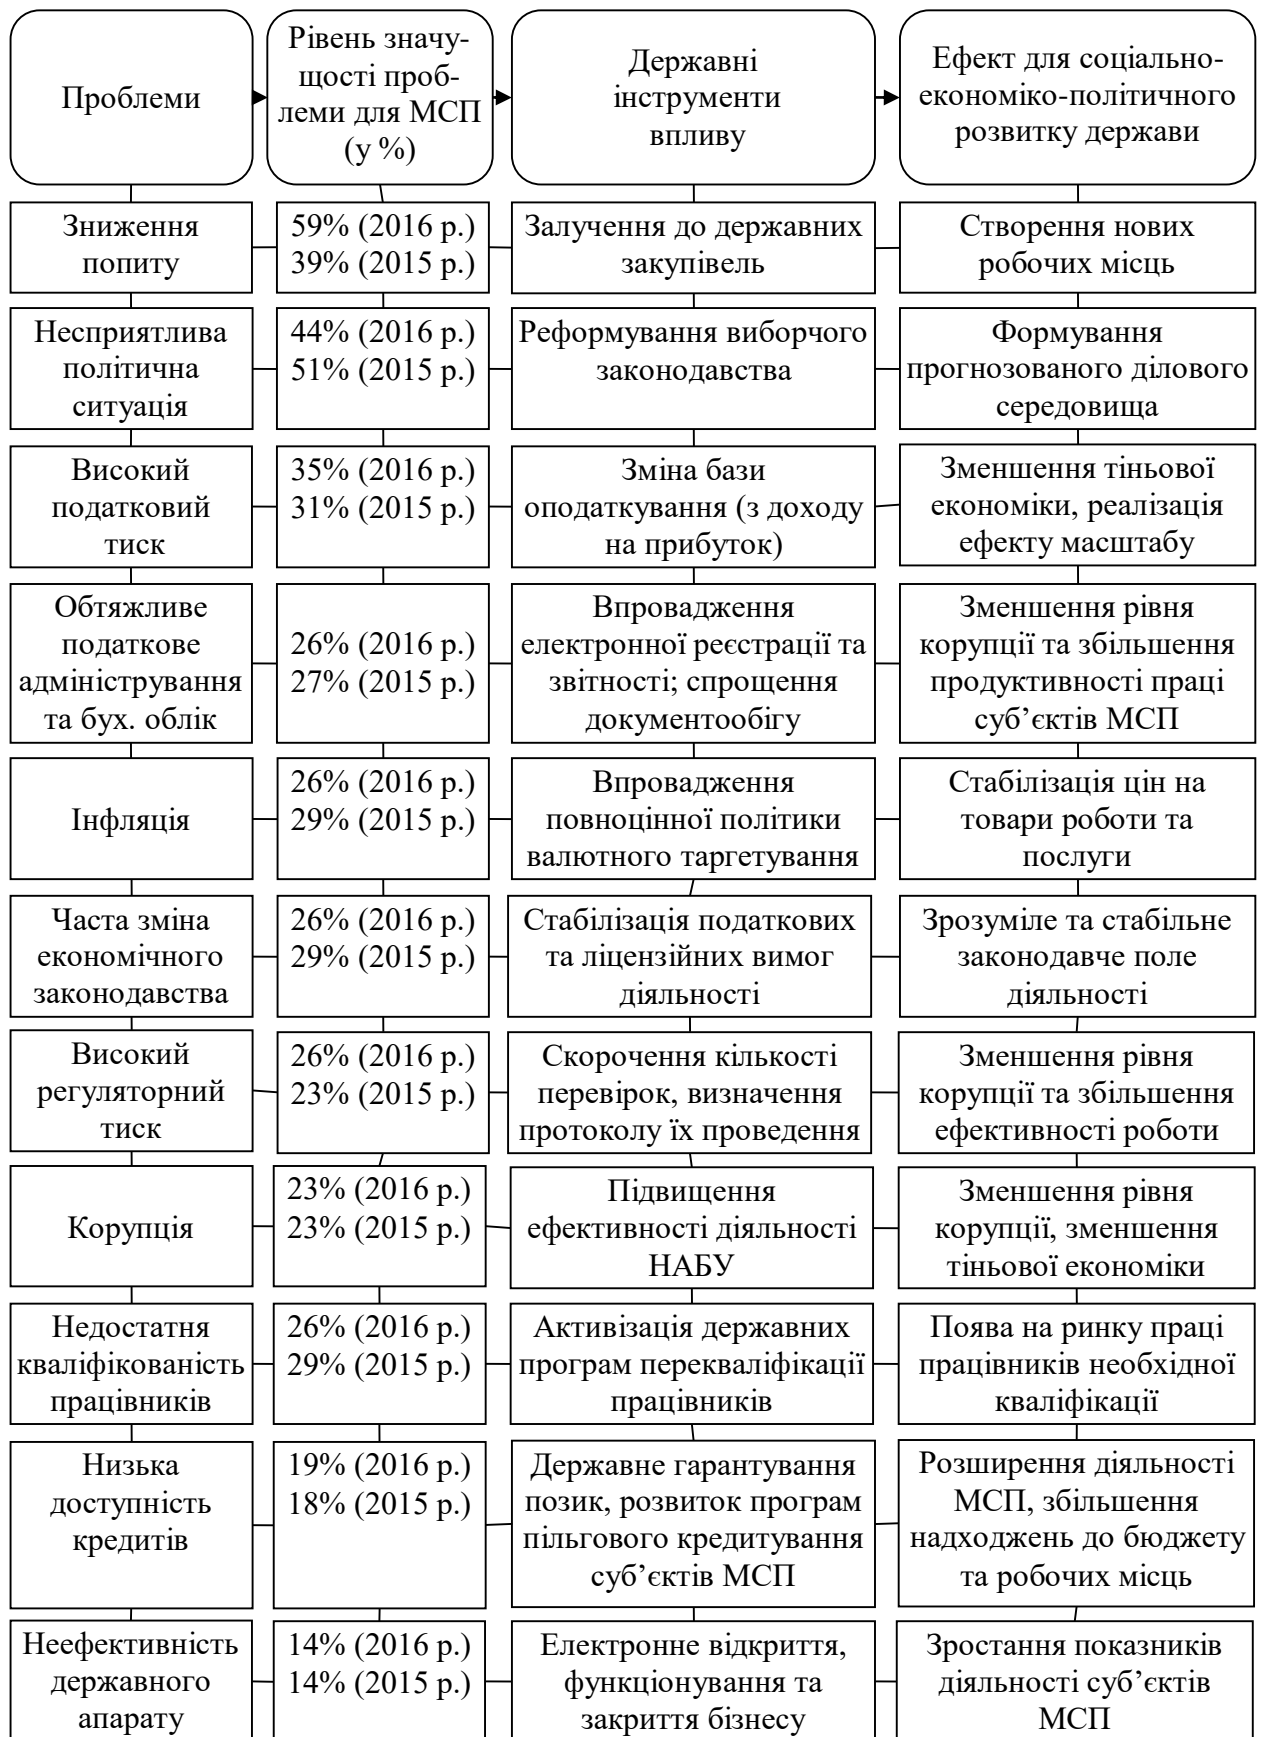 Проблеми
Рівень значу-
щості проб-
леми для МСП
(у %)
Державні
інструменти
впливу
Ефект для соціально-
економіко-політичного
розвитку держави
Зниження
попиту
59% (2016 р.)
39% (2015 р.)
Залучення до державних
закупівель
Створення нових
робочих місць
Несприятлива
політична
ситуація
44% (2016 р.)
51% (2015 р.)
Реформування виборчого
законодавства
Формування
прогнозованого ділового
середовища
Високий
податковий
тиск
35% (2016 р.)
31% (2015 р.)
Зміна бази
оподаткування (з доходу
на прибуток)
Зменшення тіньової
економіки, реалізація
ефекту масштабу
Обтяжливе
податкове
адміністрування
та бух. облік
26% (2016 р.)
27% (2015 р.)
Впровадження
електронної реєстрації та
звітності; спрощення
документообігу
Зменшення рівня
корупції та збільшення
продуктивності праці
суб’єктів МСП
Інфляція
26% (2016 р.)
29% (2015 р.)
Впровадження
повноцінної політики
валютного таргетування
Стабілізація цін на
товари роботи та
послуги
Часта зміна
економічного
законодавства
26% (2016 р.)
29% (2015 р.)
Стабілізація податкових
та ліцензійних вимог
діяльності
Зрозуміле та стабільне
законодавче поле
діяльності
Високий
регуляторний
тиск
26% (2016 р.)
23% (2015 р.)
Скорочення кількості
перевірок, визначення
протоколу їх проведення
Зменшення рівня
корупції та збільшення
ефективності роботи
Корупція
23% (2016 р.)
23% (2015 р.)
Підвищення
ефективності діяльності
НАБУ
Зменшення рівня
корупції, зменшення
тіньової економіки
Недостатня
кваліфікованість
працівників
26% (2016 р.)
29% (2015 р.)
Активізація державних
програм перекваліфікації
працівників
Поява на ринку праці
працівників необхідної
кваліфікації
Низька
доступність
кредитів
19% (2016 р.)
18% (2015 р.)
Державне гарантування
позик, розвиток програм
пільгового кредитування
суб’єктів МСП
Розширення діяльності
МСП, збільшення
надходжень до бюджету
та робочих місць
Неефективність
державного
апарату
14% (2016 р.)
14% (2015 р.)
Електронне відкриття,
функціонування та
закриття бізнесу
Зростання показників
діяльності суб’єктів
МСП